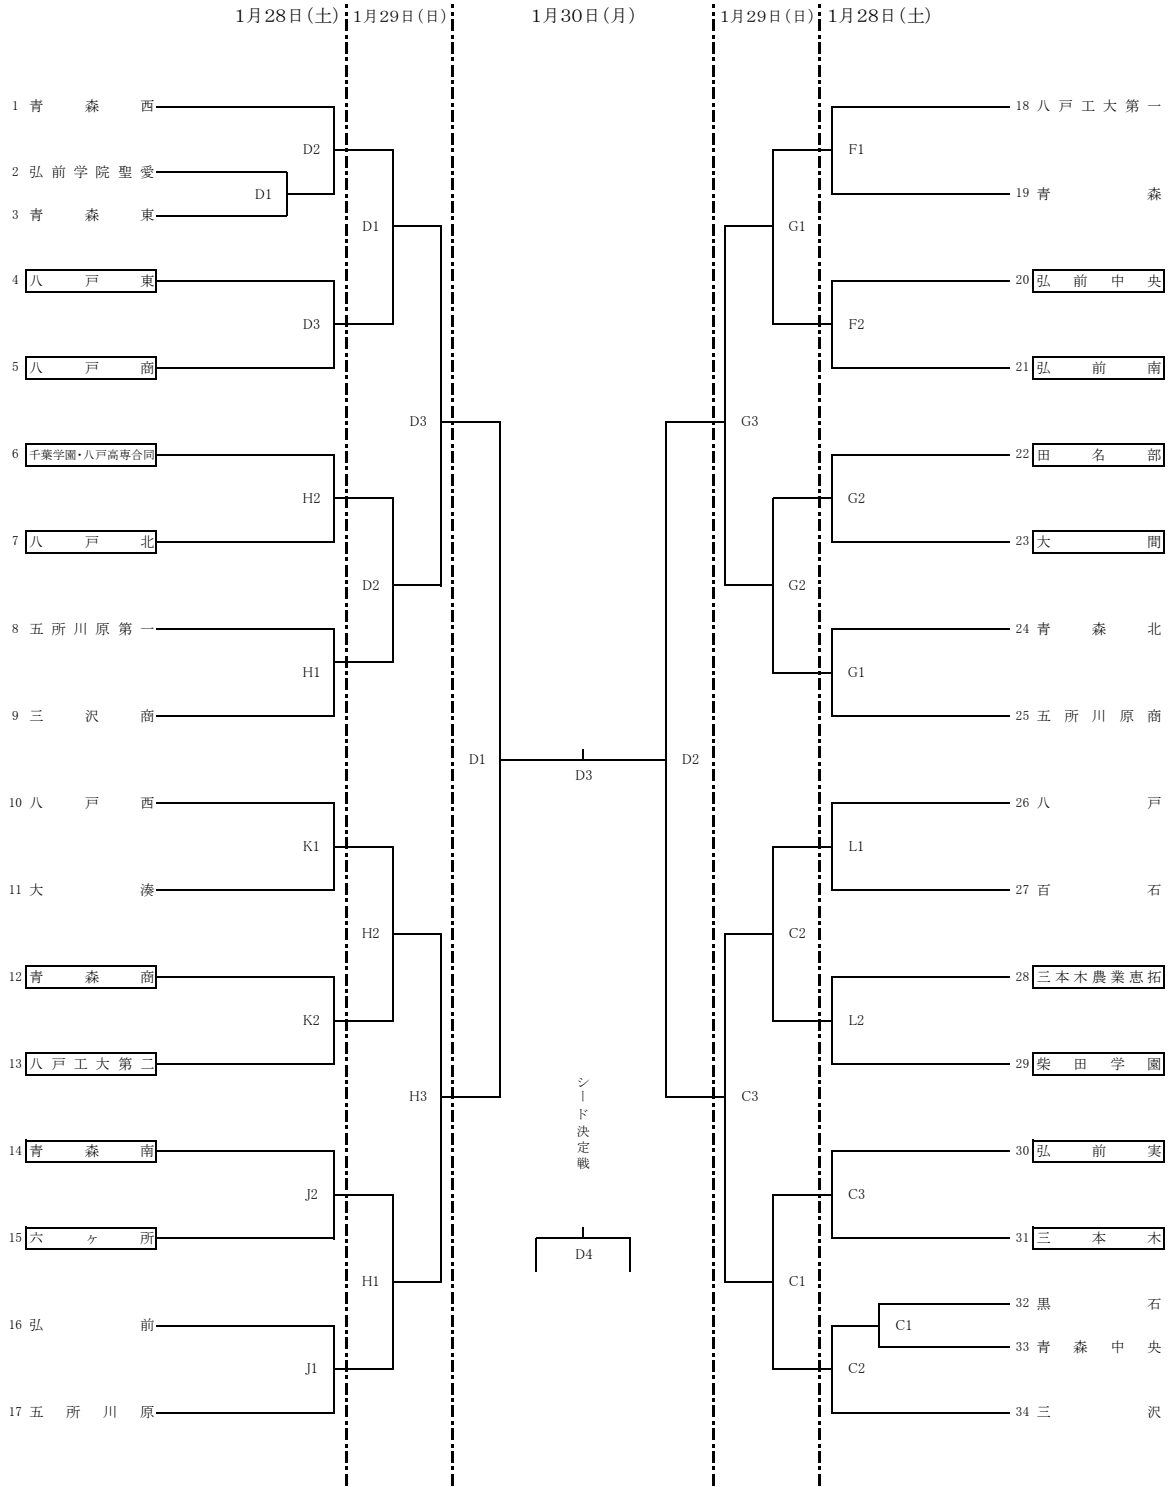 1月28日（土） 1月29日（日） 1月30日（月） 1月29日（日） 1月28日（土）
1 青森西
D2
2 弘前学院聖愛
D1
3 青森東
D1
4 八戸東
D3
5 八戸商
D3
6 千葉学園・八戸高専合同
H2
7 八戸北
D2
8 五所川原第一
H1
9 三沢商
D1
10 八戸西
K1
11 大湊
H2
12 青森商
K2
13 八戸工大第二
H3
14 青森南
J2
15 六ヶ所
H1
16 弘前
J1
17 五所川原
D3
シード決定戦
D4
18 八戸工大第一
F1
19 青森
G1
20 弘前中央
F2
21 弘前南
G3
22 田名部
G2
23 大間
G2
24 青森北
G1
25 五所川原商
D2
26 八戸
L1
27 百石
C2
28 三本木農業恵拓
L2
29 柴田学園
C3
30 弘前実
C3
31 三本木
C1
32 黒石
C1
33 青森中央
C2
34 三沢